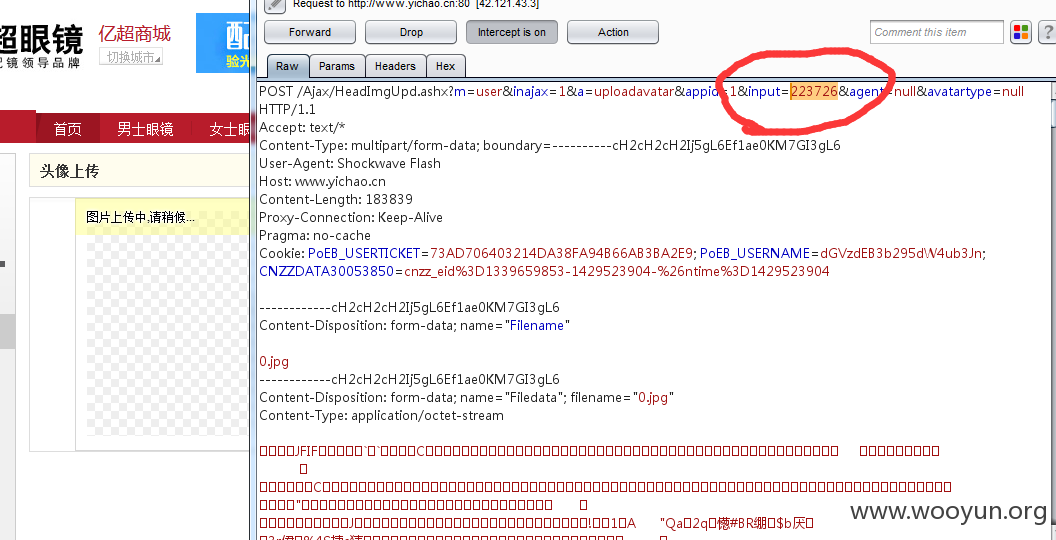 超眼镜
配镜领导品牌
亿超商城
切换城市
配
验光
首页
男士眼镜
女士眼
头像上传
图片上传中,请稍候...
Request to http://www.yichao.cn:80 [42.121.43.3]
Forward
Drop
Intercept is on
Action
Comment this item
?
Raw
Params
Headers
Hex
POST /Ajax/HeadImgUpd.ashx?m=user&inajax=1&a=uploadavatar&appid=1&input=223726&agent=null&avatartype=null
HTTP/1.1
Accept: text/*
Content-Type: multipart/form-data; boundary=----------cH2cH2cH2Ij5gL6Ef1ae0KM7GI3gL6
User-Agent: Shockwave Flash
Host: www.yichao.cn
Content-Length: 183839
Proxy-Connection: Keep-Alive
Pragma: no-cache
Cookie: PoEB_USERTICKET=73AD706403214DA38FA94B66AB3BA2E9; PoEB_USERNAME=dGVzdEB3b295dW4ub3Jn;
CNZZDATA30053850=cnzz_eid%3D1339659853-1429523904-%26ntime%3D1429523904
------------cH2cH2cH2Ij5gL6Ef1ae0KM7GI3gL6
Content-Disposition: form-data; name="Filename"
0.jpg
------------cH2cH2cH2Ij5gL6Ef1ae0KM7GI3gL6
Content-Disposition: form-data; name="Filedata"; filename="0.jpg"
Content-Type: application/octet-stream
www.wooyun.org